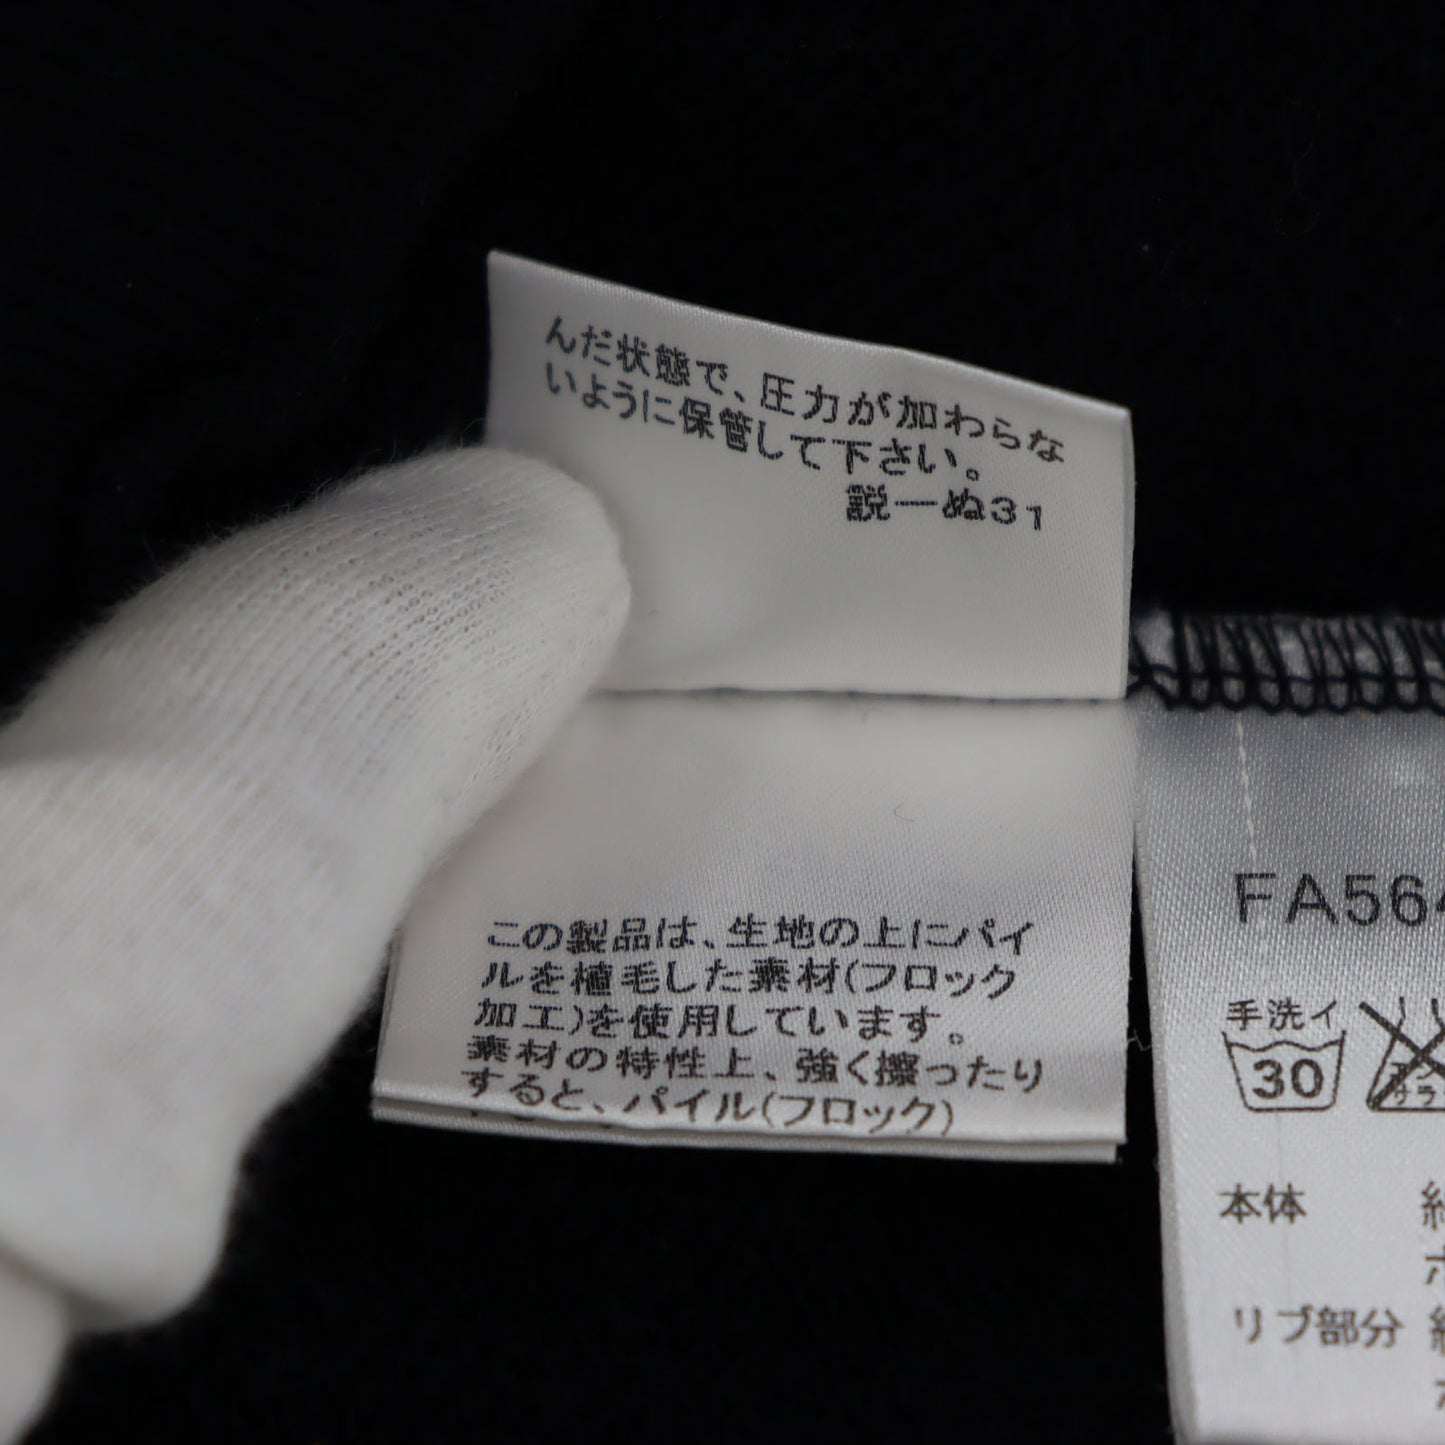 んだ状態で、圧力が加わらな
いように保管して下さい。
説一ぬ31
この製品は、生地の上にパイ
ルを植毛した素材(フロック
加工)を使用しています。
素材の特性上、強く擦ったり
すると、パイル(フロック)
FA564
手洗イ
30
本体
リブ部分